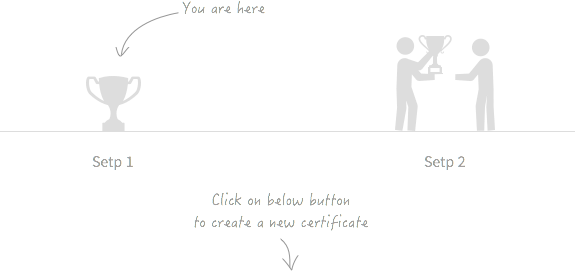 You are here
Setp 1
Setp 2
Click on below button
to create a new certificate